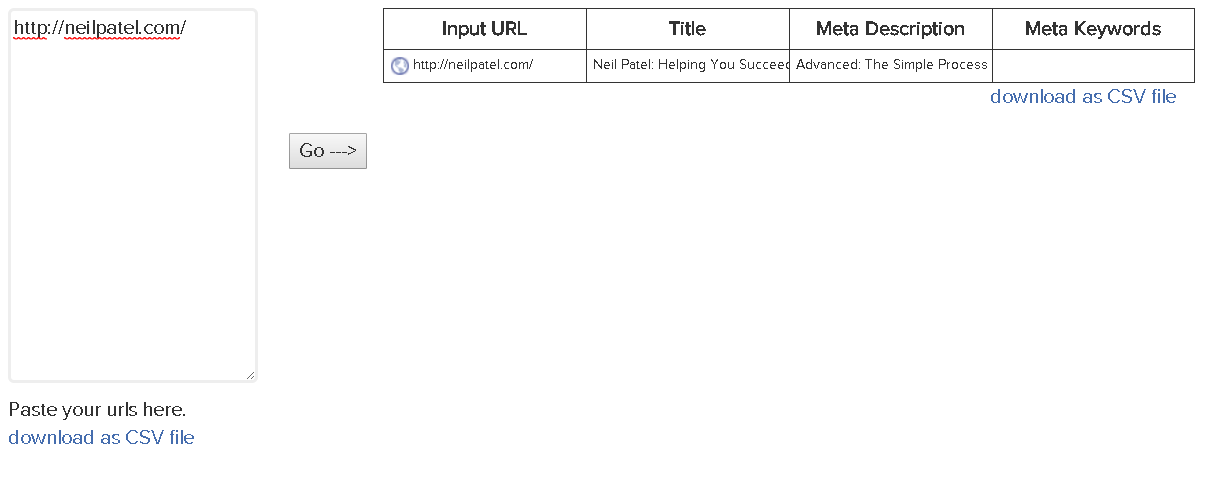 http://neilpatel.com/
Paste your urls here.
download as CSV file
Go --->
Input URL Title Meta Description Meta Keywords
http://neilpatel.com/ Neil Patel: Helping You Succeed Advanced: The Simple Process
download as CSV file